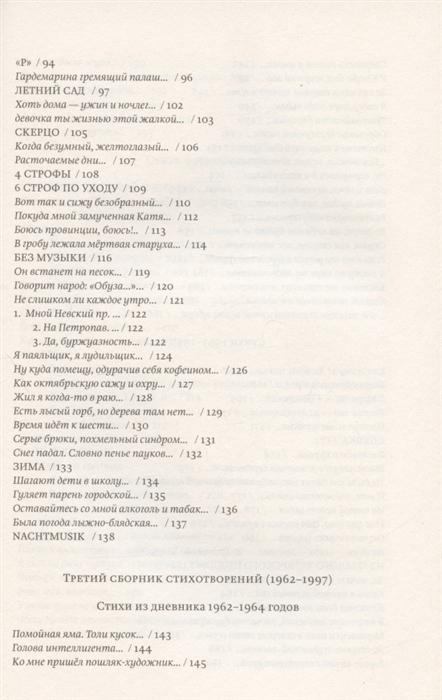 «Р» / 94
Гардемарина гремящий палаш... / 96
ЛЕТНИЙ САД / 97
Хоть дома — ужин и ночлег... / 102
девочка ты жизнью этой жалкой... / 103
СКЕРЦО / 105
Когда безумный, желтоглазый... / 106
Расточаемые дни... / 107
4 СТРОФЫ / 108
6 СТРОФ ПО УХОДУ / 109
Вот так и сижу безобразный... / 110
Покуда мной замученная Катя... / 112
Боюсь провинции, боюсь!.. / 113
В гробу лежала мёртвая старуха... / 114
БЕЗ МУЗЫКИ / 116
Он встанет на песок... / 119
Говорит народ: «Обуза...»... / 120
Не слишком ли каждое утро... / 121
1. Мной Невский пр. ... / 122
2. На Петропав. ... / 122
3. Да, буржуазность... / 122
Я паяльщик, я лудильщик... / 124
Ну куда помещу, одурачив себя кофеином... / 126
Как октябрьскую сажу и охру... / 127
Жил я когда-то в раю... / 128
Есть лысый горб, но дерева там нет... / 129
Время идёт к шести... / 130
Серые брюки, похмельный синдром... / 131
Снег падал. Словно пенье пауков... / 132
ЗИМА / 133
Шагают дети в школу... / 134
Гуляет парень городской... / 135
Оставайтесь со мной алкоголь и табак... / 136
Была погода лыжно-блядская... / 137
NACHTMUSIK / 138
ТРЕТИЙ СБОРНИК СТИХОТВОРЕНИЙ (1962–1997)
Стихи из дневника 1962–1964 годов
Помойная яма. Толи кусок... / 143
Голова интеллигента... / 144
Ко мне пришёл пошляк-художник... / 145